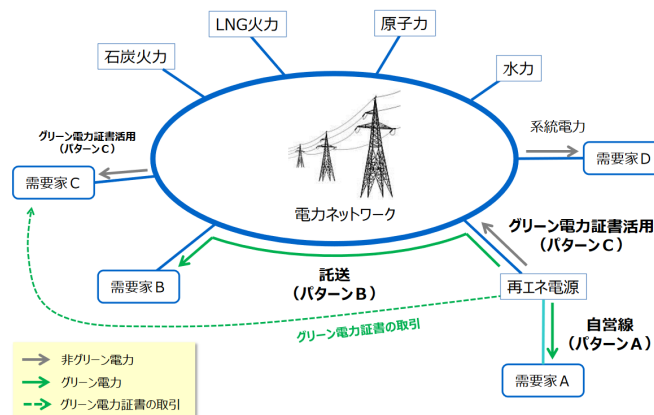 LNG火力
原子力
石炭火力
水力
グリーン電力証書活用
(パターンC)
系統電力
需要家C
需要家D
電力ネットワーク
グリーン電力証書活用
(パターンC)
託送
(パターンB)
需要家B
再エネ電源
グリーン電力証書の取引
自営線
(パターンA)
需要家A
非グリーン電力
グリーン電力
グリーン電力証書の取引